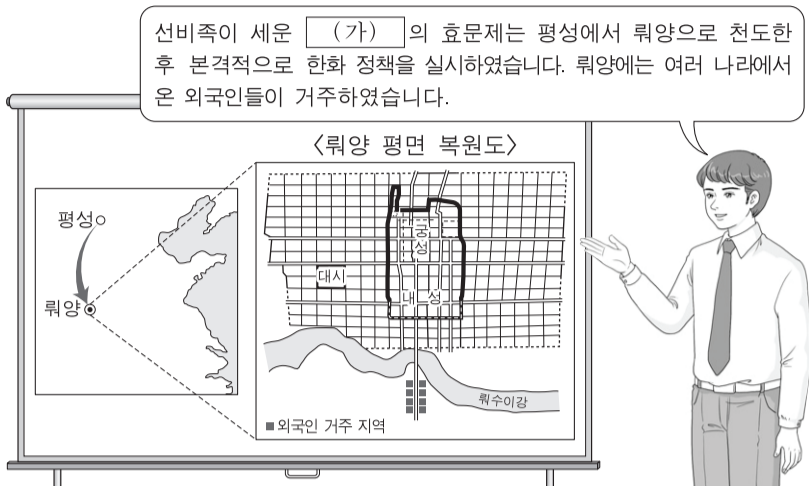 선비족이 세운 (가) 의 효문제는 평성에서 뤄양으로 천도한
후 본격적으로 한화 정책을 실시하였습니다. 뤄양에는 여러 나라에서
온 외국인들이 거주하였습니다.
〈뤄양 평면 복원도〉
평성
뤄양
궁성
대시
내성
뤄수이강
■외국인 거주 지역